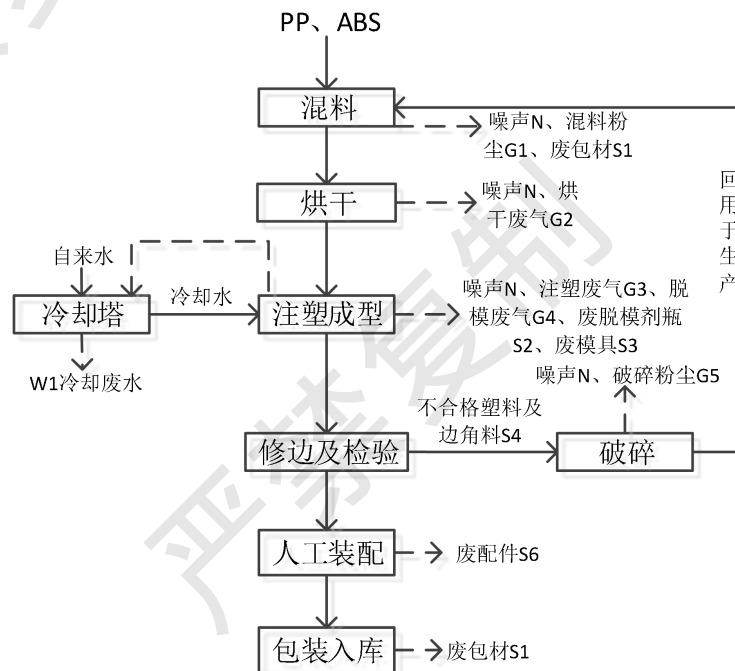 PP、ABS
混料
噪声N、混料粉
尘G1、废包材S1
烘干
噪声N、烘
干废气G2
回
用
于
生
产
自来水
冷却塔
冷却水
注塑成型
噪声N、注塑废气G3、脱
模废气G4、废脱模剂瓶
S2、废模具S3
W1冷却废水
噪声N、破碎粉尘G5
不合格塑料及
边角料S4
修边及检验
破碎
人工装配
废配件S6
包装入库
废包材S1
严禁复制